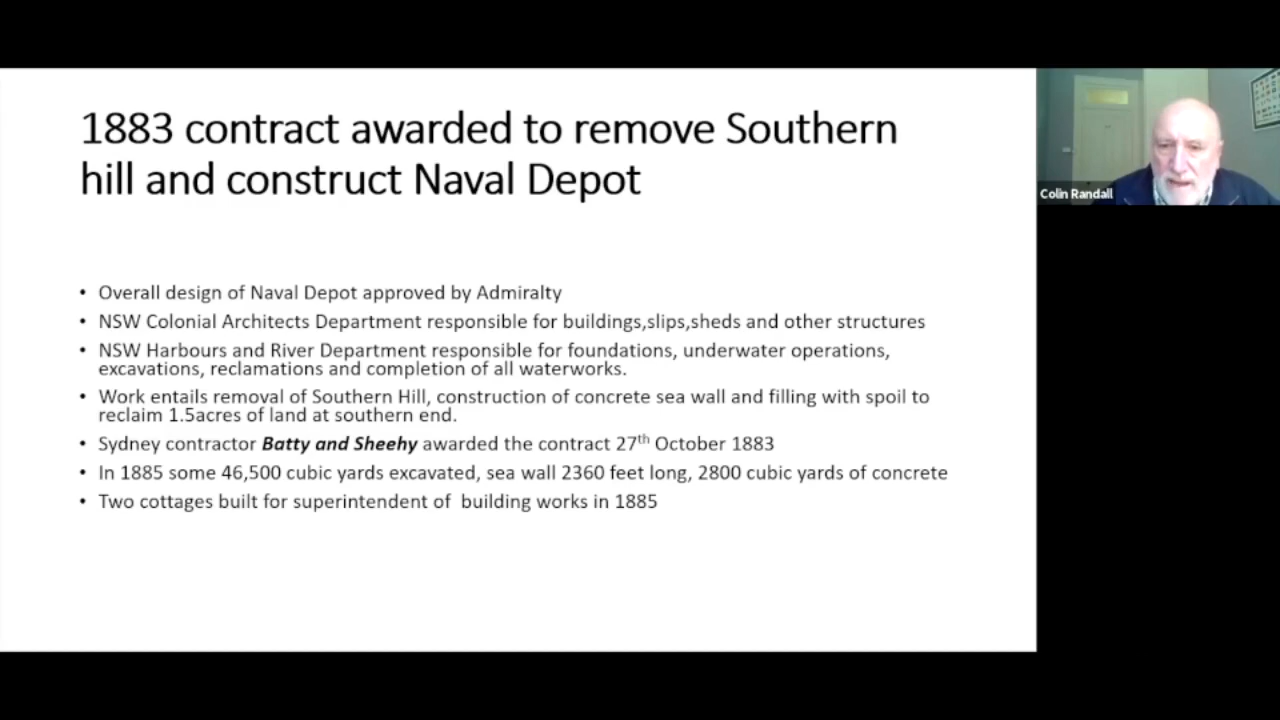 1883 contract awarded to remove Southern
hill and construct Naval Depot
• Overall design of Naval Depot approved by Admiralty
• NSW Colonial Architects Department responsible for buildings,slips,sheds and other structures
• NSW Harbours and River Department responsible for foundations, underwater operations,
excavations, reclamations and completion of all waterworks.
• Work entails removal of Southern Hill, construction of concrete sea wall and filling with spoil to
reclaim 1.5acres of land at southern end.
• Sydney contractor Batty and Sheehy awarded the contract 27th October 1883
• In 1885 some 46,500 cubic yards excavated, sea wall 2360 feet long, 2800 cubic yards of concrete
• Two cottages built for superintendent of  building works in 1885
Colin Randall